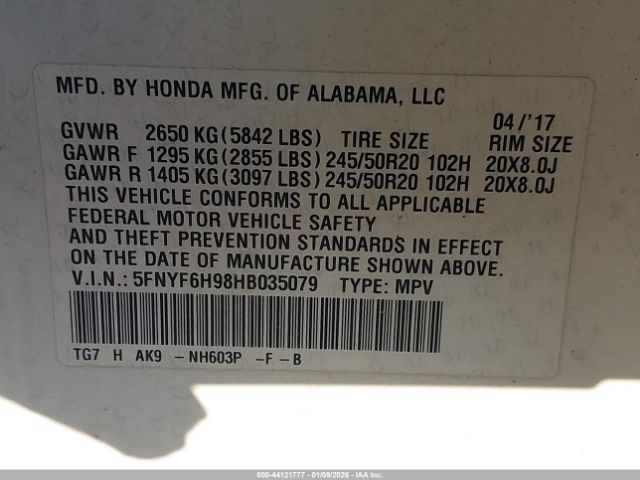 MFD. BY HONDA MFG. OF ALABAMA, LLC
04/'17
GVWR 2650 KG(5842 LBS) TIRE SIZE RIM SIZE
GAWR F 1295 KG(2855 LBS)245/50R20 102H 20X8.0J
GAWR R 1405 KG(3097 LBS)245/50R20 102H 20X8.0J
THIS VEHICLE CONFORMS TO ALL APPLICABLE
FEDERAL MOTOR VEHICLE SAFETY
AND THEFT PREVENTION STANDARDS IN EFFECT
ON THE DATE OF MANUFACTURE SHOWN ABOVE.
V.I.N.: 5FNYF6H98HB035079 TYPE: MPV
TG7 H AK9 -NH603P -F-B
000-44121777 - 01/09/2026 - IAA Inc.